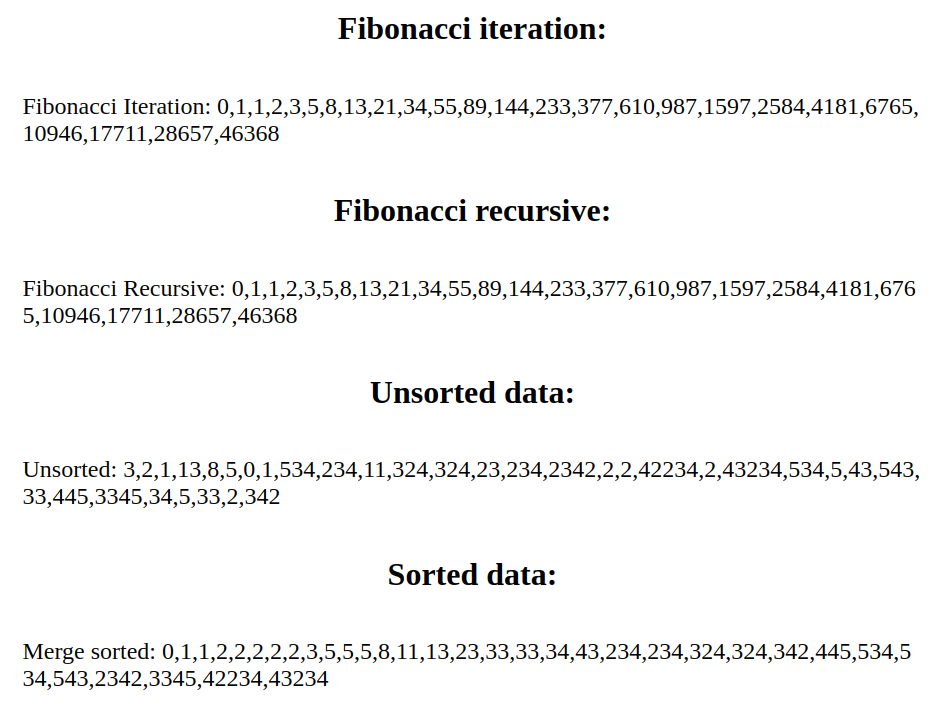 Fibonacci iteration:
Fibonacci Iteration: 0,1,1,2,3,5,8,13,21,34,55,89,144,233,377,610,987,1597,2584,4181,6765,
10946,17711,28657,46368
Fibonacci recursive:
Fibonacci Recursive: 0,1,1,2,3,5,8,13,21,34,55,89,144,233,377,610,987,1597,2584,4181,676
5,10946,17711,28657,46368
Unsorted data:
Unsorted: 3,2,1,13,8,5,0,1,534,234,11,324,324,23,234,2342,2,2,42234,2,43234,534,5,43,543,
33,445,3345,34,5,33,2,342
Sorted data:
Merge sorted: 0,1,1,2,2,2,2,2,3,5,5,5,8,11,13,23,33,33,34,43,234,234,324,324,342,445,534,5
34,543,2342,3345,42234,43234